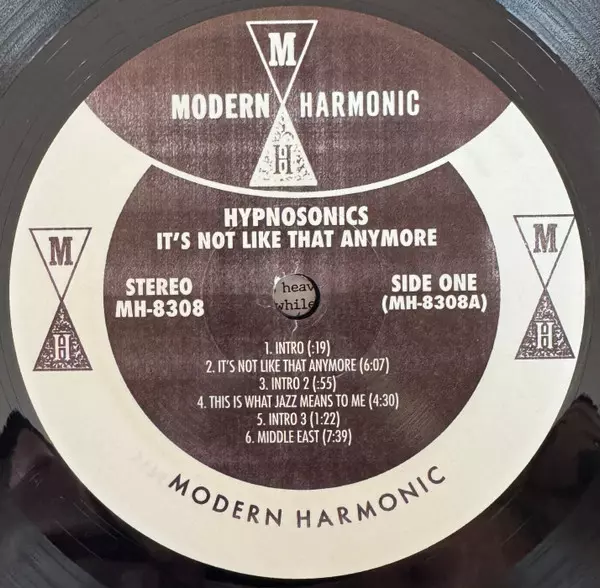 M
MODERN HARMONIC
H
HYPNOSONICS
IT'S NOT LIKE THAT ANYMORE
M
H
STEREO
MH-8308
heav
while
SIDE ONE
(MH-8308A)
M
H
1. INTRO (:19)
2. IT'S NOT LIKE THAT ANYMORE (6:07)
3. INTRO 2 (:55)
4. THIS IS WHAT JAZZ MEANS TO ME (4:30)
5. INTRO 3 (1:22)
6. MIDDLE EAST (7:39)
MODERN HARMONIC